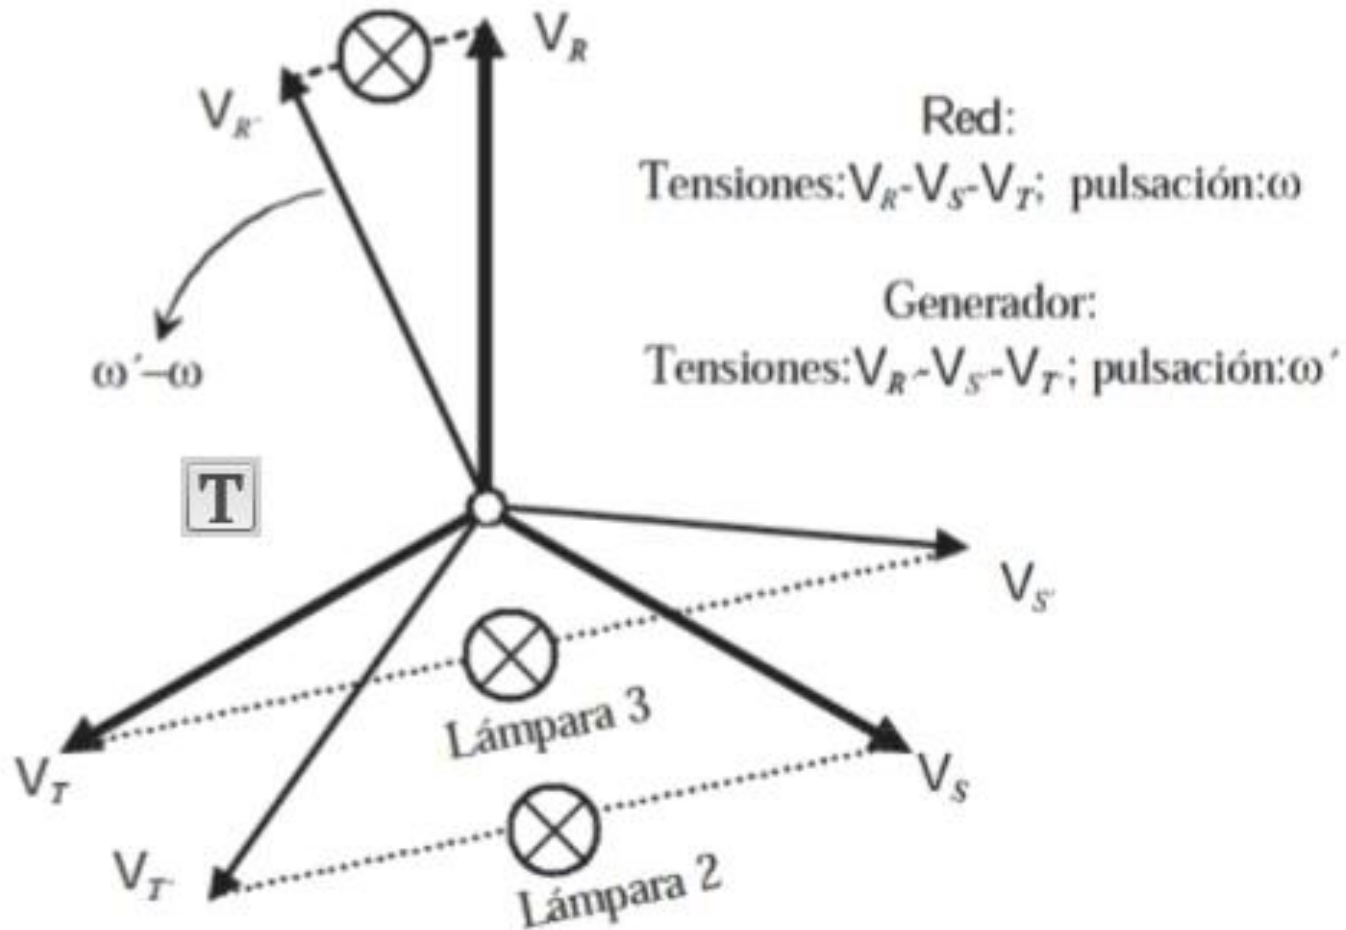 V_R
V_R'
Red:
Tensiones:V_R-V_S-V_T; pulsación:ω
Generador:
Tensiones:V_R'-V_S'-V_T'; pulsación:ω´
ω´–ω
T
V_S'
Lámpara 3
V_T
V_S
Lámpara 2
V_T'